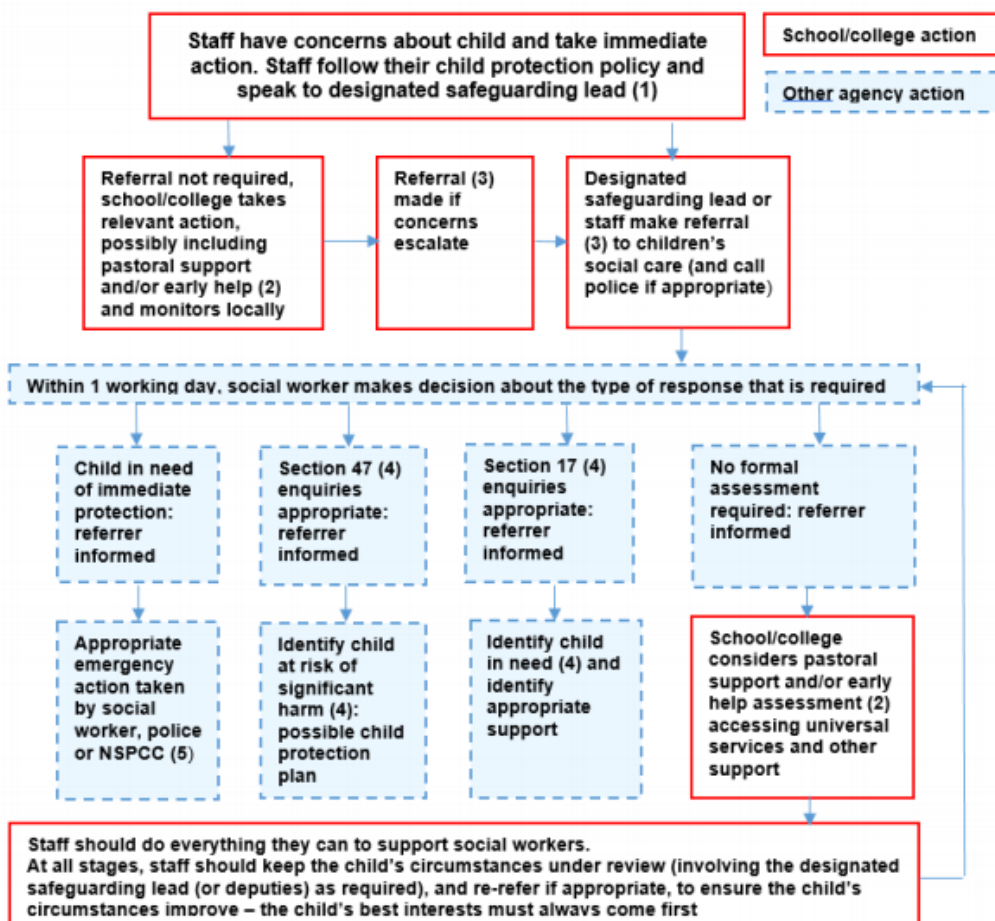 Staff have concerns about child and take immediate
action. Staff follow their child protection policy and
speak to designated safeguarding lead (1)
School/college action
Other agency action
Referral not required,
school/college takes
relevant action,
possibly including
pastoral support
and/or early help (2)
and monitors locally
Referral (3)
made if
concerns
escalate
Designated
safeguarding lead or
staff make referral
(3) to children's
social care (and call
police if appropriate)
Within 1 working day, social worker makes decision about the type of response that is required
Child in need
of immediate
protection:
referrer
informed
Section 47 (4)
enquiries
appropriate:
referrer
informed
Section 17 (4)
enquiries
appropriate:
referrer
informed
No formal
assessment
required: referrer
informed
Appropriate
emergency
action taken
by social
worker, police
or NSPCC (5)
Identify child
at risk of
significant
harm (4):
possible child
protection
plan
Identify child
in need (4) and
identify
appropriate
support
School/college
considers pastoral
support and/or early
help assessment (2)
accessing universal
services and other
support
Staff should do everything they can to support social workers.
At all stages, staff should keep the child's circumstances under review (involving the designated
safeguarding lead (or deputies) as required), and re-refer if appropriate, to ensure the child's
circumstances improve – the child's best interests must always come first